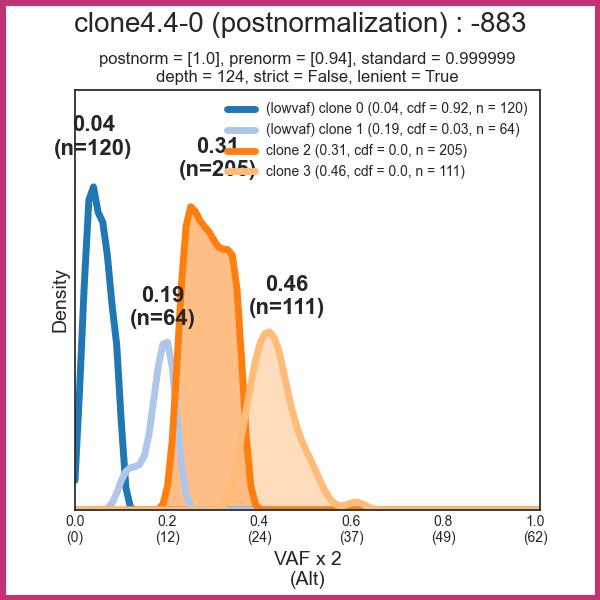 clone4.4-0 (postnormalization) : -883
postnorm = [1.0], prenorm = [0.94], standard = 0.999999
depth = 124, strict = False, lenient = True
(lowvaf) clone 0 (0.04, cdf = 0.92, n = 120)
(lowvaf) clone 1 (0.19, cdf = 0.03, n = 64)
clone 2 (0.31, cdf = 0.0, n = 205)
clone 3 (0.46, cdf = 0.0, n = 111)
0.04
(n=120)
0.31
(n=205)
0.19
(n=64)
0.46
(n=111)
Density
0.0 0.2 0.4 0.6 0.8 1.0
(0) (12) (24) (37) (49) (62)
VAF x 2
(Alt)